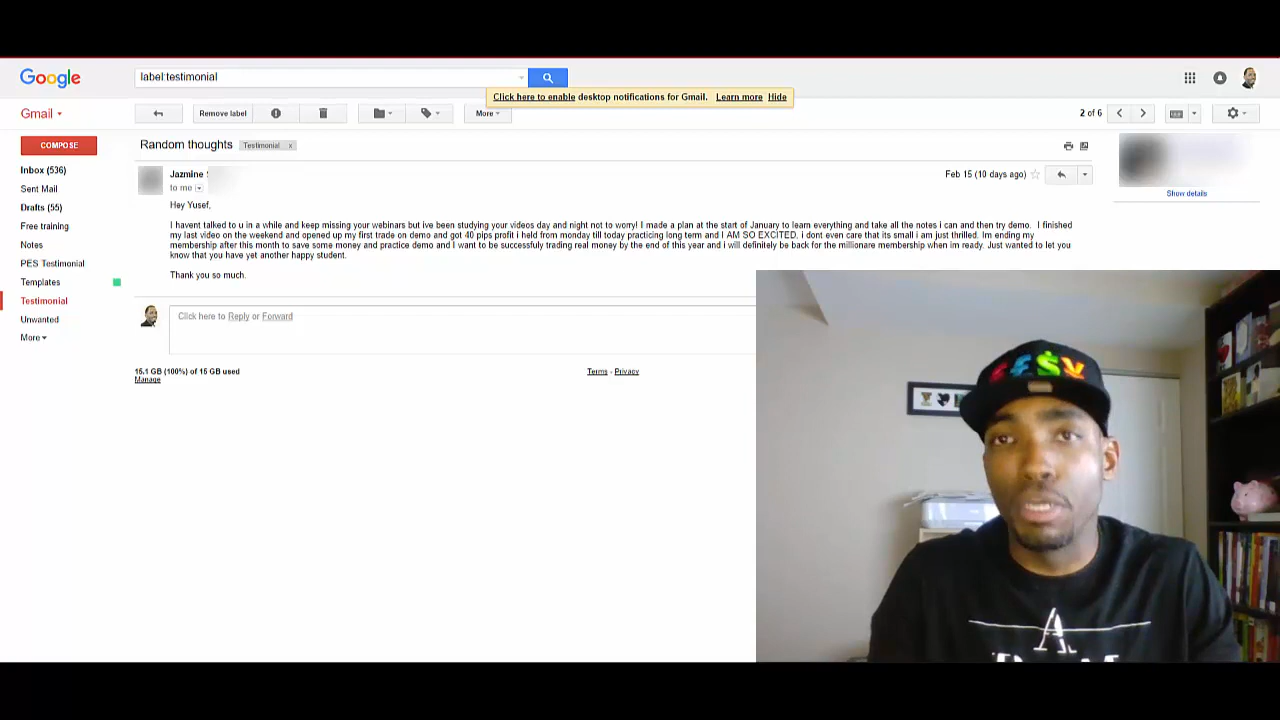 Google
label:testimonial
Click here to enable desktop notifications for Gmail. Learn more Hide
Gmail
Remove label
More
2 of 6
COMPOSE
Random thoughts
Testimonial x
Inbox (536)
Sent Mail
Drafts (55)
Free training
Notes
PES Testimonial
Templates
Testimonial
Unwanted
More
Jazmine
to me
Feb 15 (10 days ago)
Show details
Hey Yusef,
I havent talked to u in a while and keep missing your webinars but ive been studying your videos day and night not to worry! I made a plan at the start of January to learn everything and take all the notes i can and then try demo. I finished
my last video on the weekend and opened up my first trade on demo and got 40 pips profit i held from monday till today practicing long term and I AM SO EXCITED, i dont even care that its small i am just thrilled. Im ending my
membership after this month to save some money and practice demo and I want to be successfuly trading real money by the end of this year and i will definitely be back for the millionare membership when im ready. Just wanted to let you
know that you have yet another happy student.
Thank you so much.
Click here to Reply or Forward
15.1 GB (100%) of 15 GB used
Manage
Terms - Privacy
€£$¥
A